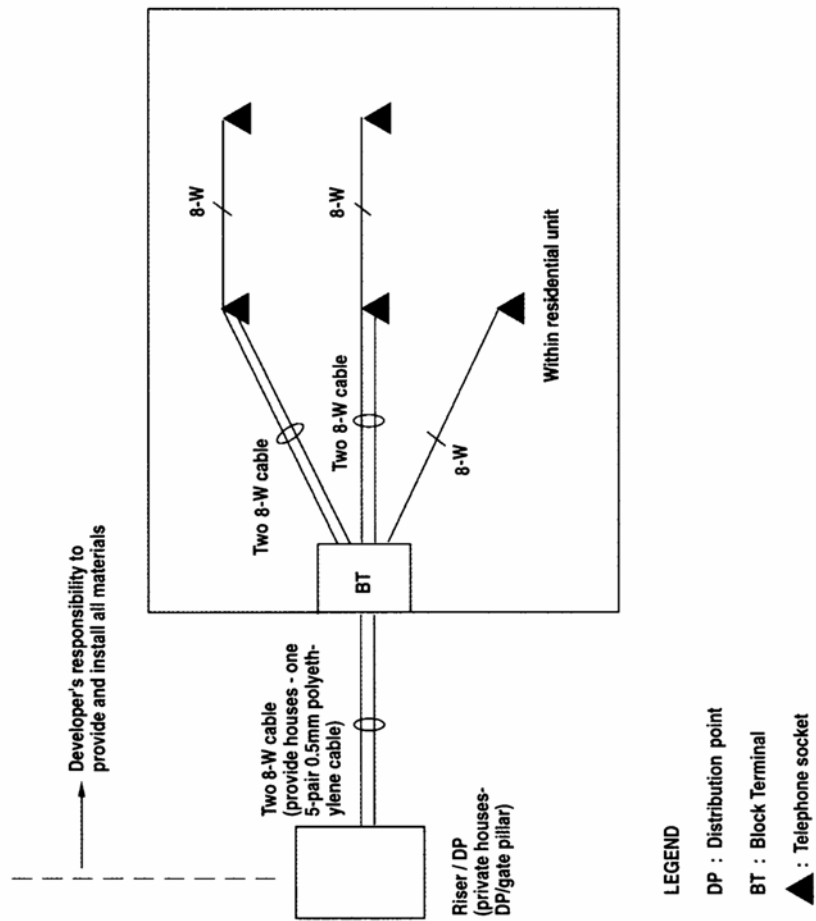 Developer's responsibility to
provide and install all materials
Two 8-W cable
(provide houses - one
5-pair 0.5mm polyeth-
ylene cable)
Riser / DP
(private houses-
DP/gate pillar)
BT
Two 8-W cable
8-W
Two 8-W cable
8-W
8-W
Within residential unit
LEGEND
DP : Distribution point
BT : Block Terminal
: Telephone socket